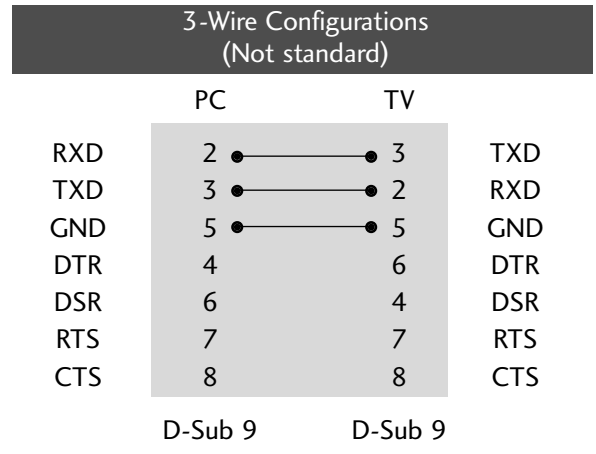 3-Wire Configurations
(Not standard)
PC TV
RXD 2 3 TXD
TXD 3 2 RXD
GND 5 5 GND
DTR 4 6 DTR
DSR 6 4 DSR
RTS 7 7 RTS
CTS 8 8 CTS
D-Sub 9 D-Sub 9